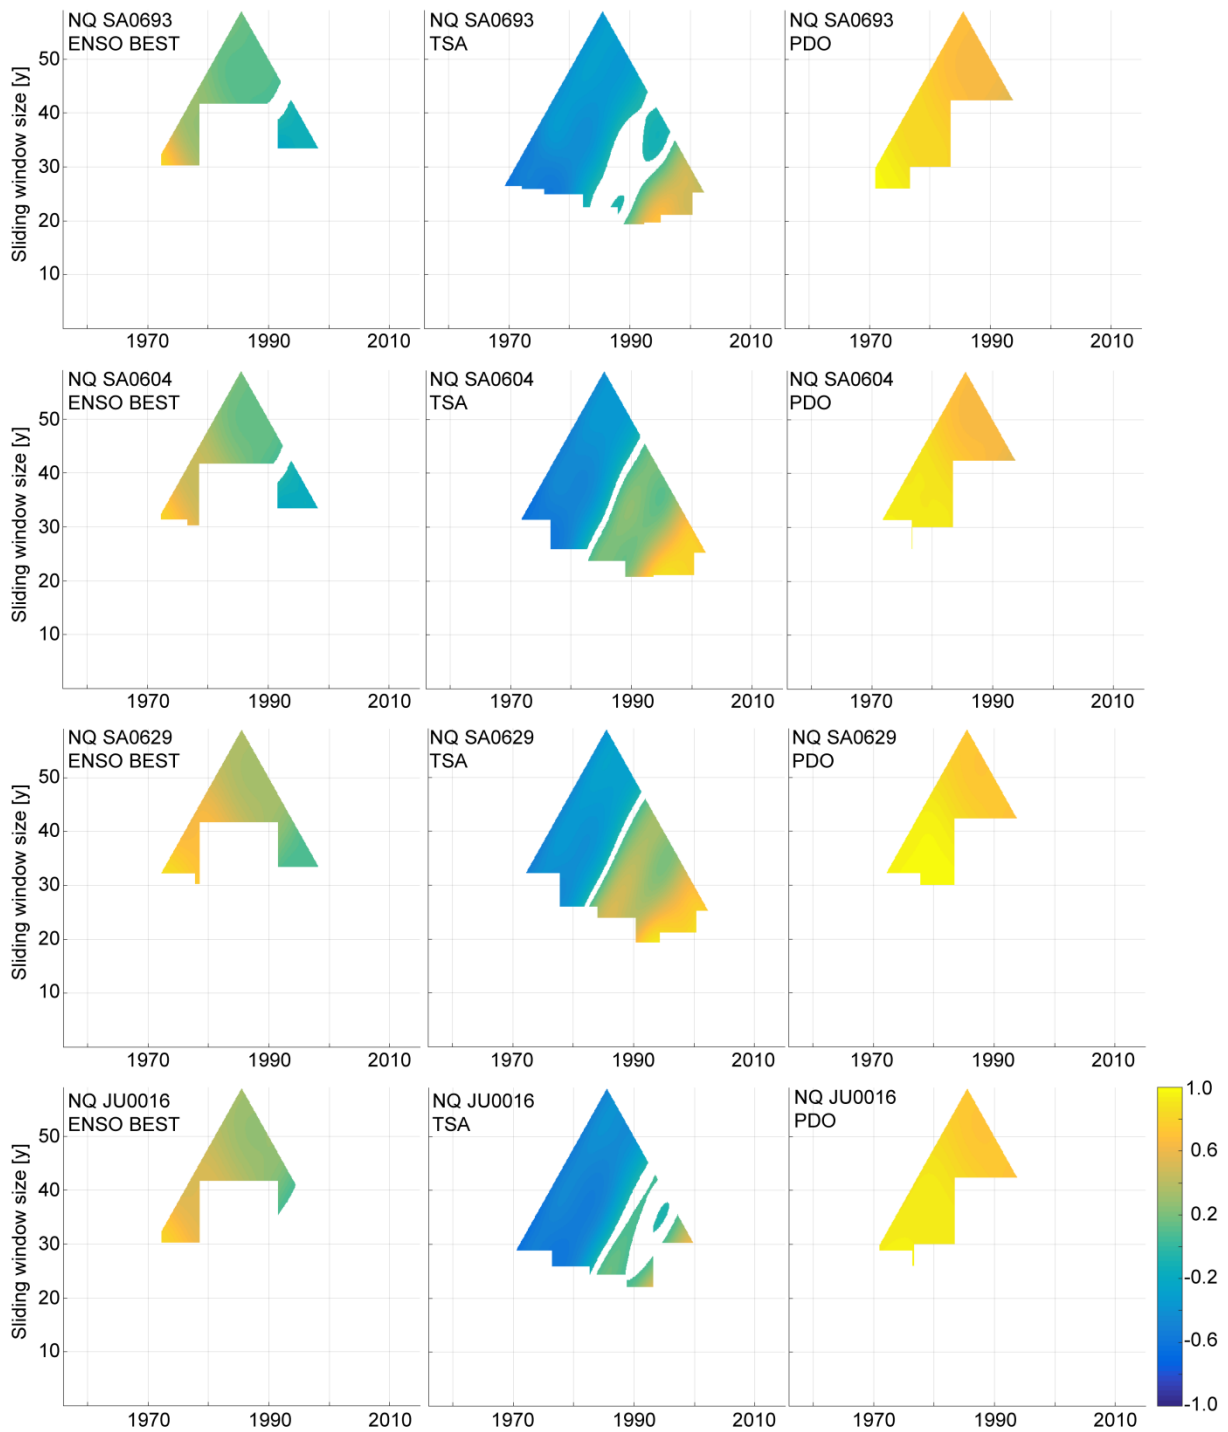 NQ SA0693
ENSO BEST
NQ SA0693
TSA
NQ SA0693
PDO
Sliding window size [y]
50
40
30
20
10
1970 1990 2010
1970 1990 2010
1970 1990 2010
NQ SA0604
ENSO BEST
NQ SA0604
TSA
NQ SA0604
PDO
Sliding window size [y]
50
40
30
20
10
1970 1990 2010
1970 1990 2010
1970 1990 2010
NQ SA0629
ENSO BEST
NQ SA0629
TSA
NQ SA0629
PDO
Sliding window size [y]
50
40
30
20
10
1970 1990 2010
1970 1990 2010
1970 1990 2010
NQ JU0016
ENSO BEST
NQ JU0016
TSA
NQ JU0016
PDO
Sliding window size [y]
50
40
30
20
10
1970 1990 2010
1970 1990 2010
1970 1990 2010
1.0
0.6
0.2
-0.2
-0.6
-1.0